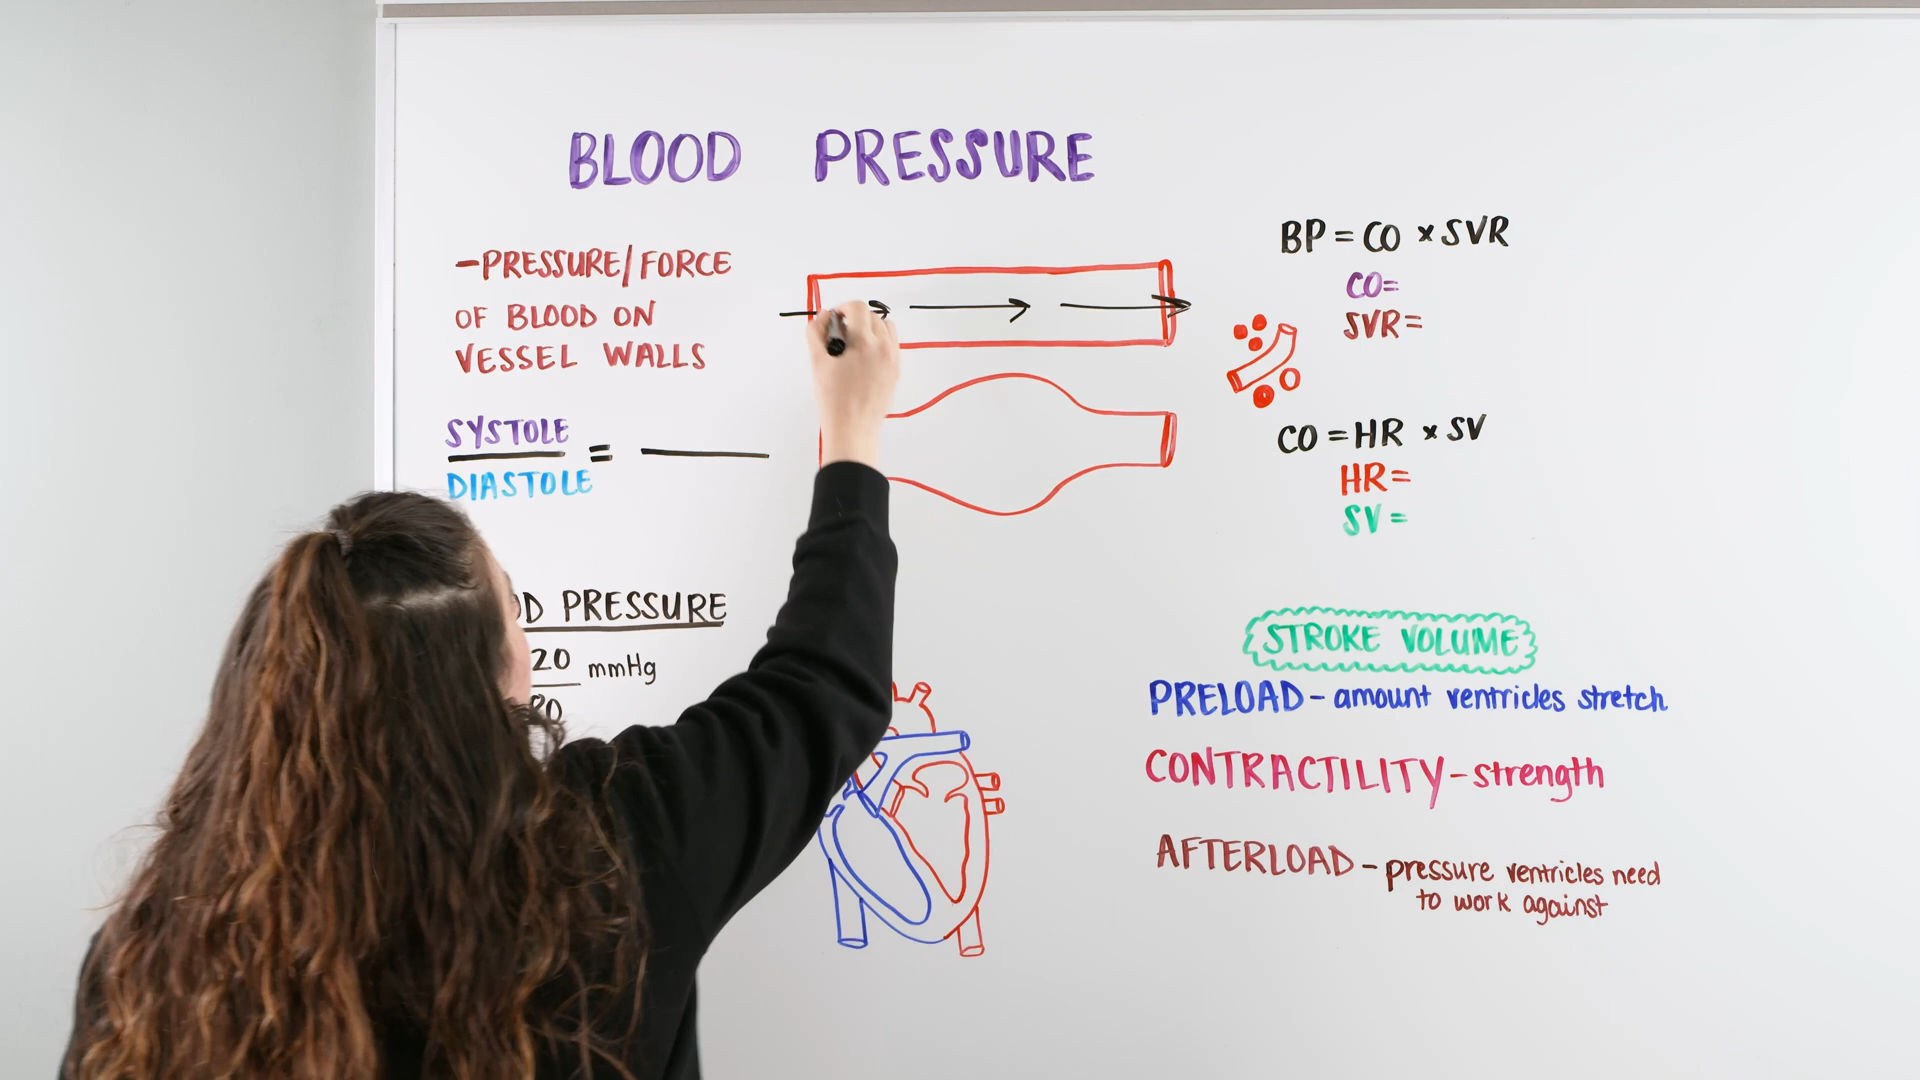 BLOOD PRESSURE
-PRESSURE/FORCE
OF BLOOD ON
VESSEL WALLS
SYSTOLE
DIASTOLE
=
PRESSURE
mmHg
BP = CO × SVR
CO=
SVR=
CO = HR × SV
HR=
SV =
STROKE VOLUME
PRELOAD - amount ventricles stretch
CONTRACTILITY - strength
AFTERLOAD - pressure ventricles need
to work against